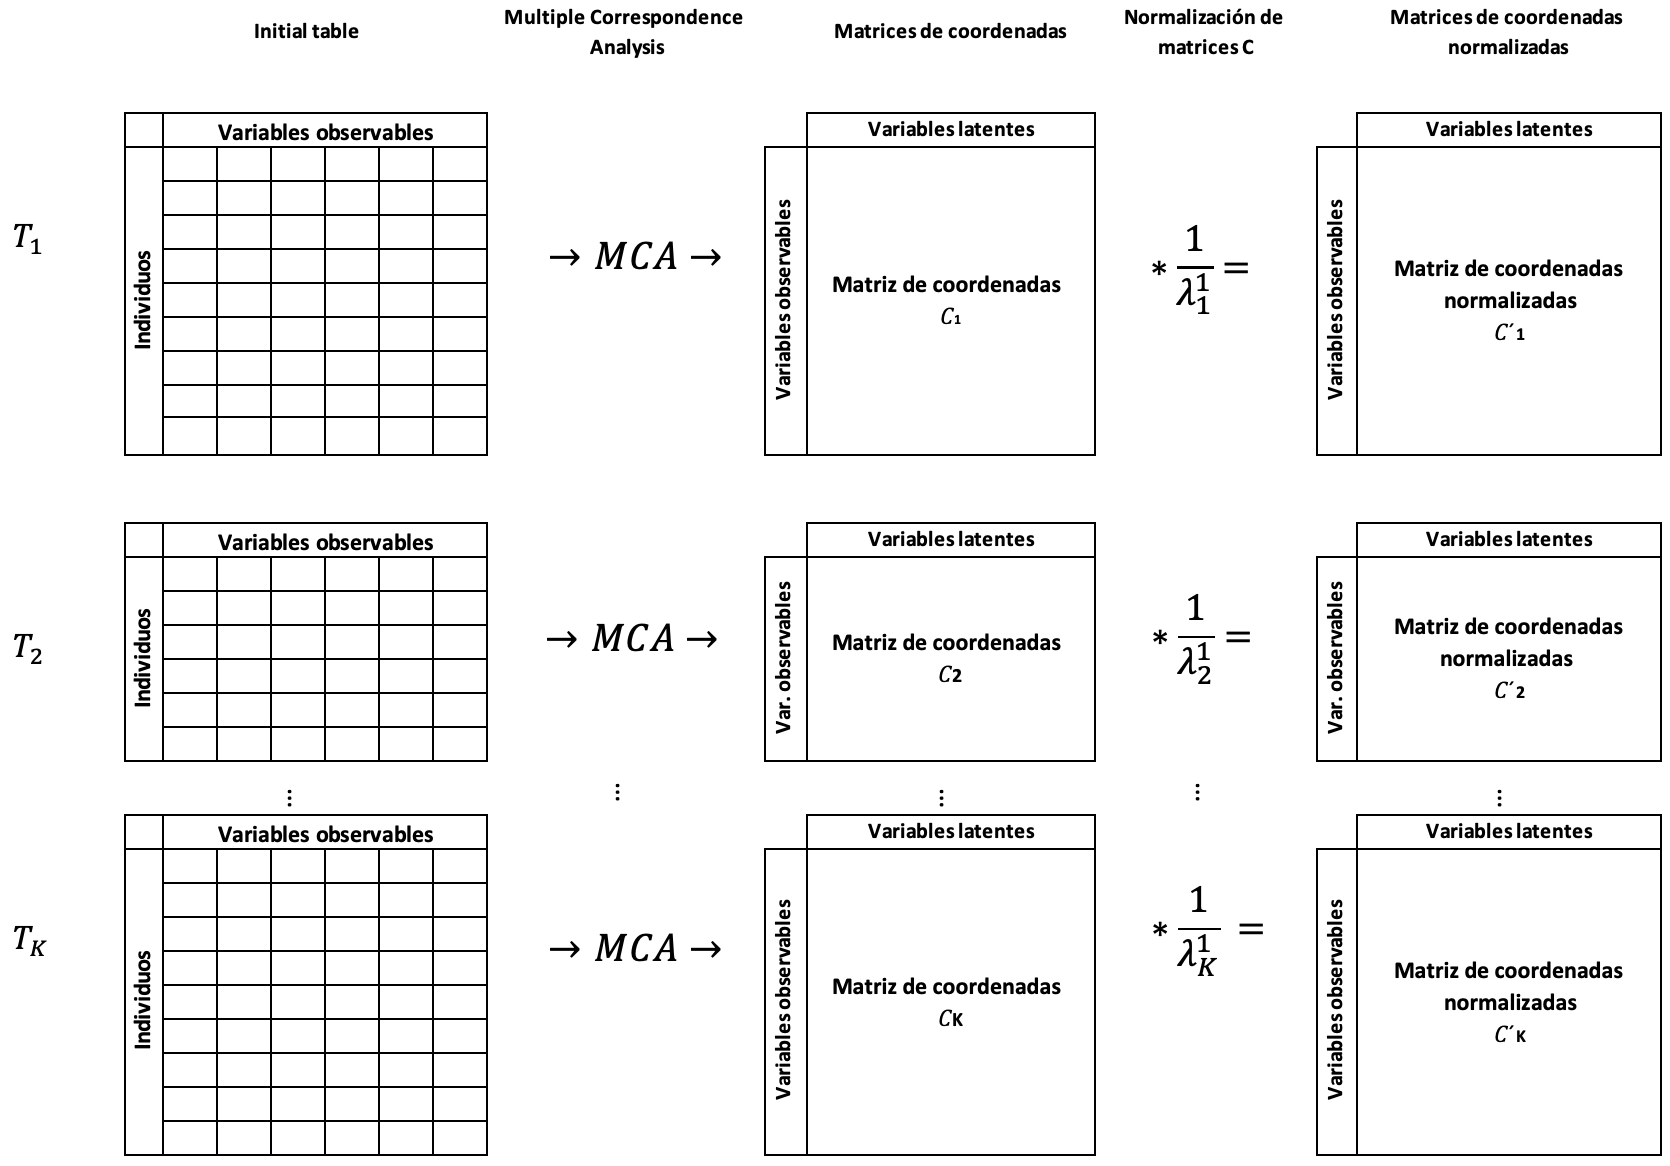 Initial table
Multiple Correspondence
Analysis
Matrices de coordenadas
Normalización de
matrices C
Matrices de coordenadas
normalizadas
T₁
Variables observables
Individuos
→ MCA →
Variables latentes
Variables observables
Matriz de coordenadas
C₁
* 1/λ₁¹ =
Variables latentes
Variables observables
Matriz de coordenadas
normalizadas
C´₁
T₂
Variables observables
Individuos
→ MCA →
Variables latentes
Var. observables
Matriz de coordenadas
C2
* 1/λ₂¹ =
Variables latentes
Var. observables
Matriz de coordenadas
normalizadas
C´₂
⋮ ⋮ ⋮ ⋮ ⋮
T_K
Variables observables
Individuos
→ MCA →
Variables latentes
Variables observables
Matriz de coordenadas
CK
* 1/λ_K¹ =
Variables latentes
Variables observables
Matriz de coordenadas
normalizadas
C´K